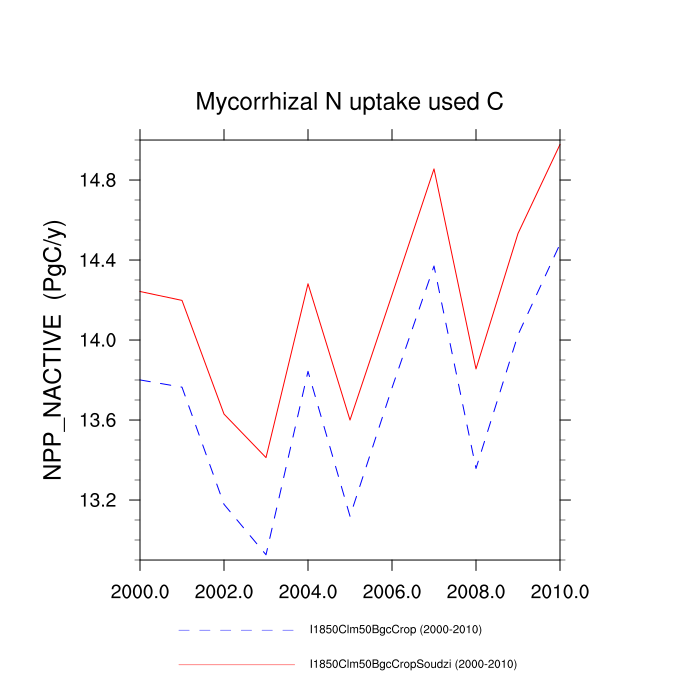 Mycorrhizal N uptake used C
NPP_NACTIVE (PgC/y)
14.8
14.4
14.0
13.6
13.2
2000.0 2002.0 2004.0 2006.0 2008.0 2010.0
I1850Clm50BgcCrop (2000-2010)
I1850Clm50BgcCropSoudzi (2000-2010)